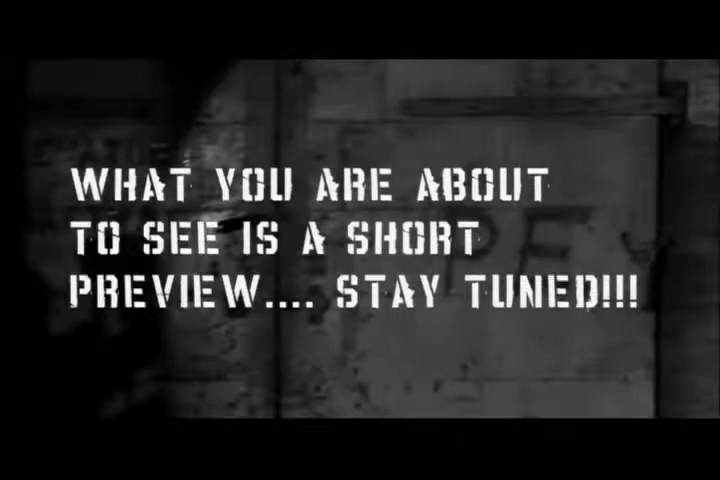 WHAT YOU ARE ABOUT
TO SEE IS A SHORT
PREVIEW.... STAY TUNED!!!